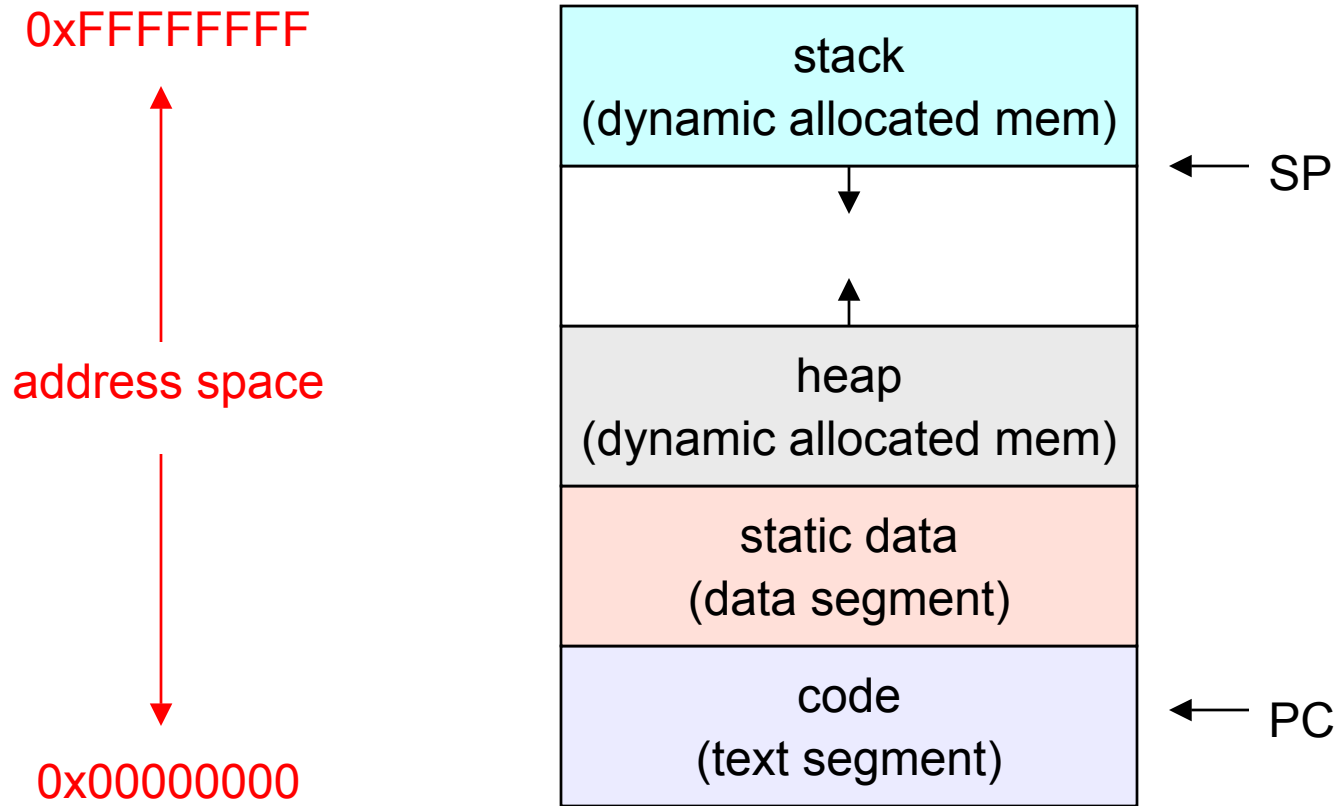 0xFFFFFFFF
address space
0x00000000
stack
(dynamic allocated mem)
heap
(dynamic allocated mem)
static data
(data segment)
code
(text segment)
SP
PC